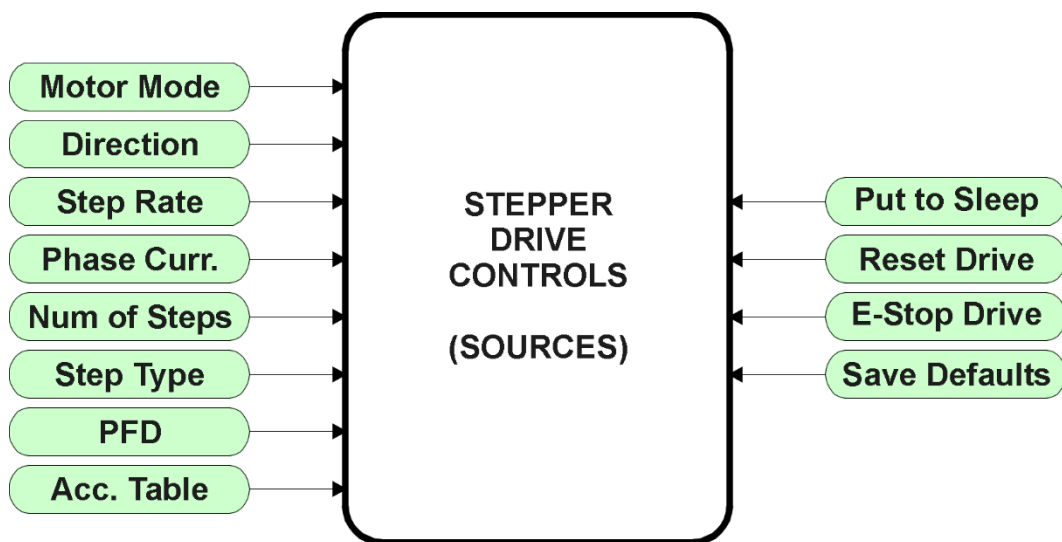 Motor Mode
Direction
Step Rate
Phase Curr.
Num of Steps
Step Type
PFD
Acc. Table
STEPPER
DRIVE
CONTROLS
(SOURCES)
Put to Sleep
Reset Drive
E-Stop Drive
Save Defaults